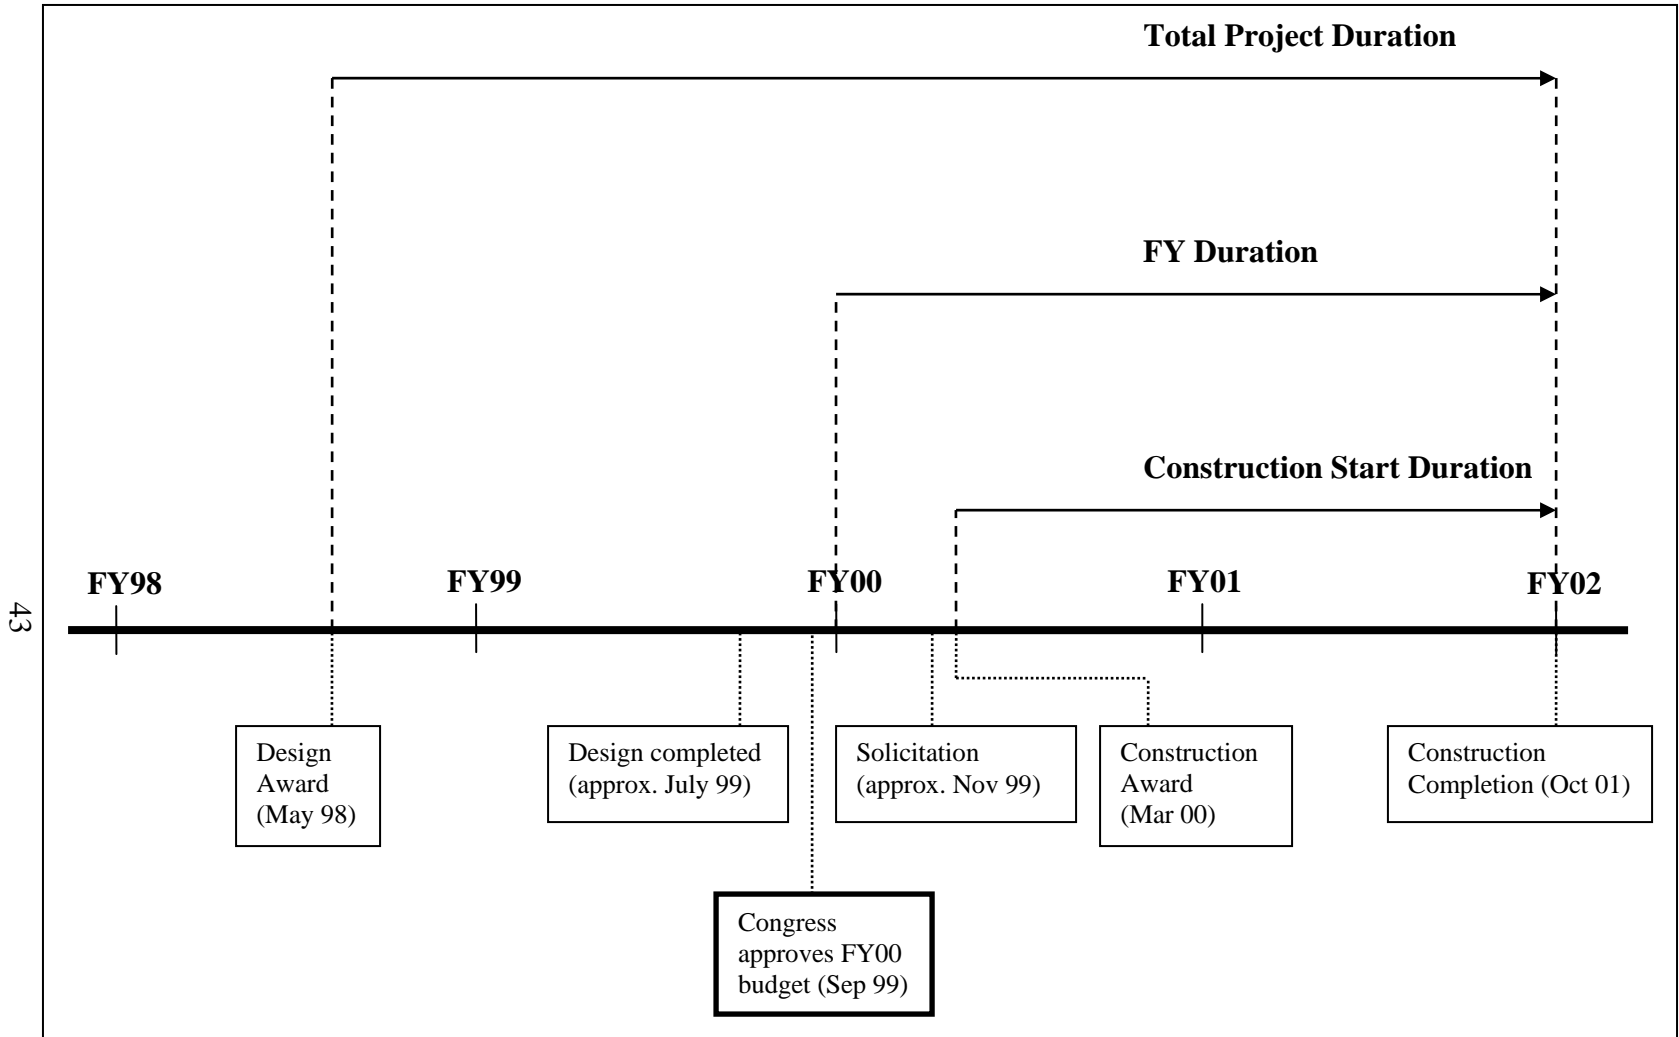 Total Project Duration
FY Duration
Construction Start Duration
FY98
FY99
FY00
FY01
FY02
43
Design
Award
(May 98)
Design completed
(approx. July 99)
Solicitation
(approx. Nov 99)
Construction
Award
(Mar 00)
Construction
Completion (Oct 01)
Congress
approves FY00
budget (Sep 99)